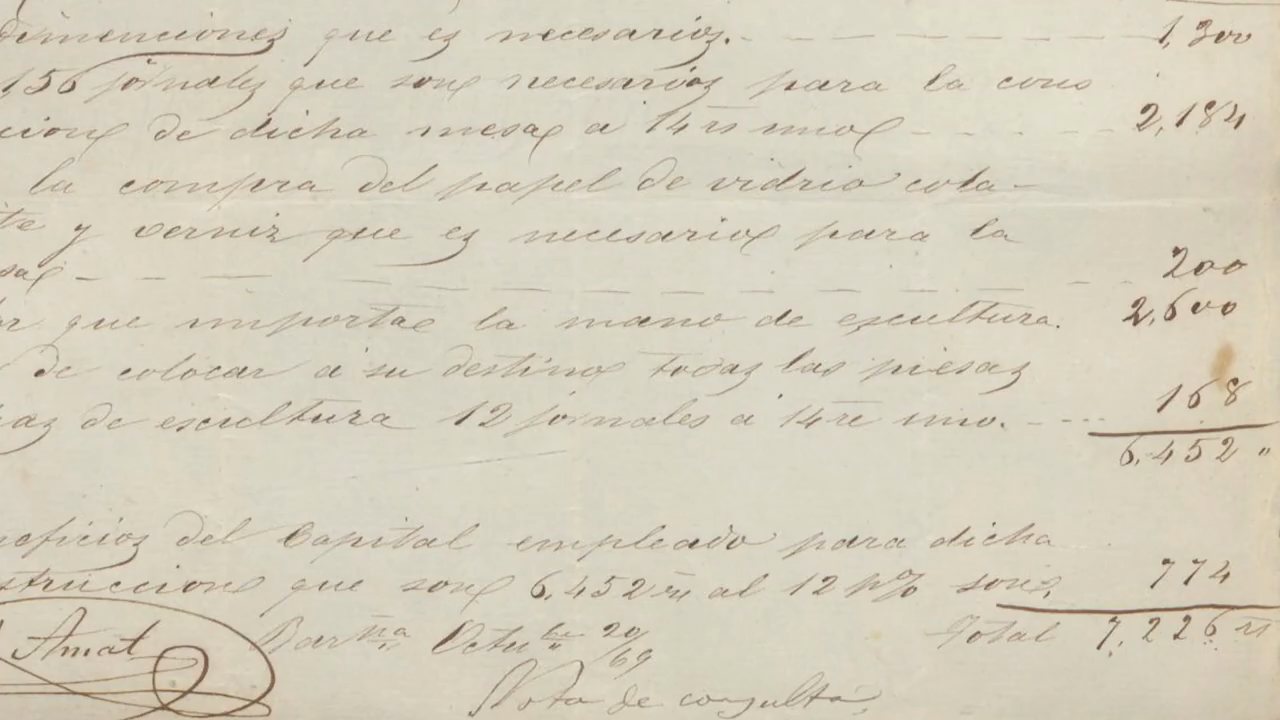 dimenciones que es necesarios. 1,300
156 jornales que son necesarios para la cons
cion de dicha mesa a 14 rs uno 2,184
la compra del papel de vidrio cola
te y verniz que es necesario para la
sa 200
que importa la mano de escultura. 2,600
de colocar a su destino todas las piesas
as de escultura 12 jornales a 14 rs uno. 168
6,452 "
neficios del Capital empleado para dicha
struccion que son 6,452 rs al 12 p% son, 774
Amat Barna Octubre 20/69 Total 7,226 rs
Nota de consulta